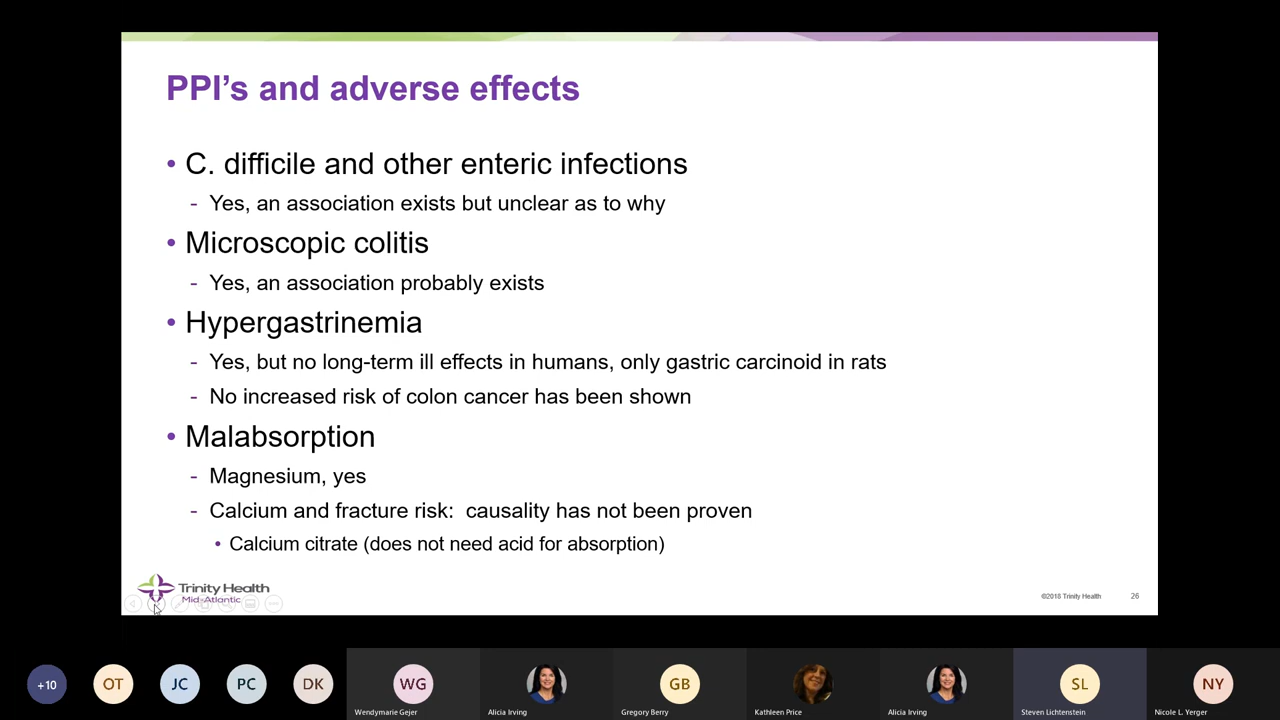 PPI’s and adverse effects
• C. difficile and other enteric infections
- Yes, an association exists but unclear as to why
• Microscopic colitis
- Yes, an association probably exists
• Hypergastrinemia
- Yes, but no long-term ill effects in humans, only gastric carcinoid in rats
- No increased risk of colon cancer has been shown
• Malabsorption
- Magnesium, yes
- Calcium and fracture risk:  causality has not been proven
• Calcium citrate (does not need acid for absorption)
Trinity Health
Mid-Atlantic
©2018 Trinity Health 26
+10 OT JC PC DK WG GB SL NY
Wendymarie Gejer Alicia Irving Gregory Berry Kathleen Price Alicia Irving Steven Lichtenstein Nicole L. Yerger